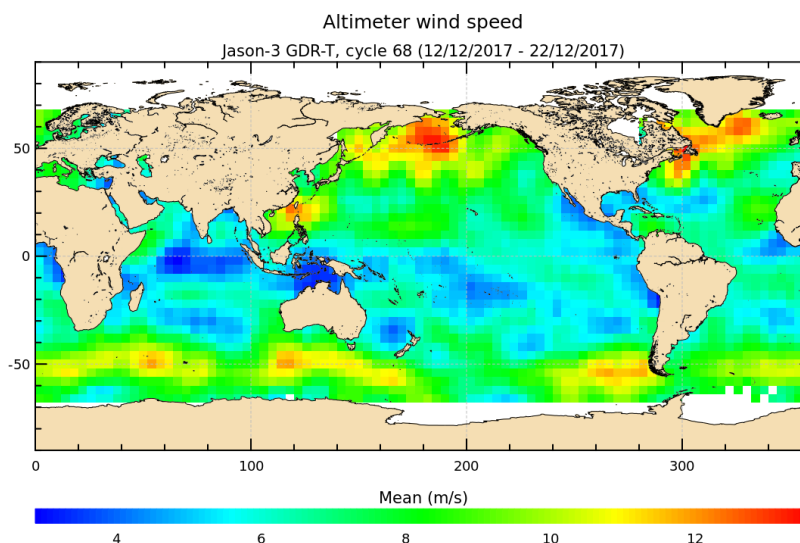 Altimeter wind speed
Jason-3 GDR-T, cycle 68 (12/12/2017 - 22/12/2017)
50
0
-50
0 100 200 300
Mean (m/s)
4 6 8 10 12